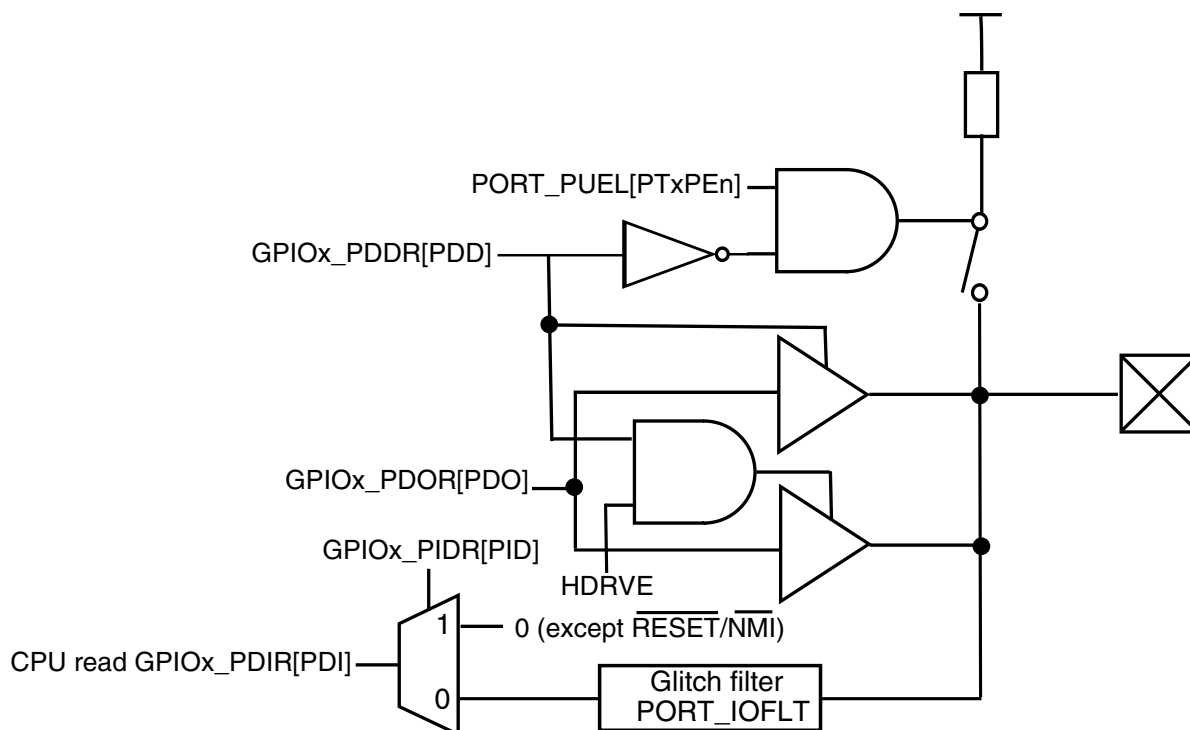 PORT_PUEL[PTxPEn]
GPIOx_PDDR[PDD]
GPIOx_PDOR[PDO]
GPIOx_PIDR[PID]
HDRVE
1
0 (except RESET/NMI)
CPU read GPIOx_PDIR[PDI]
0
Glitch filter
PORT_IOFLT